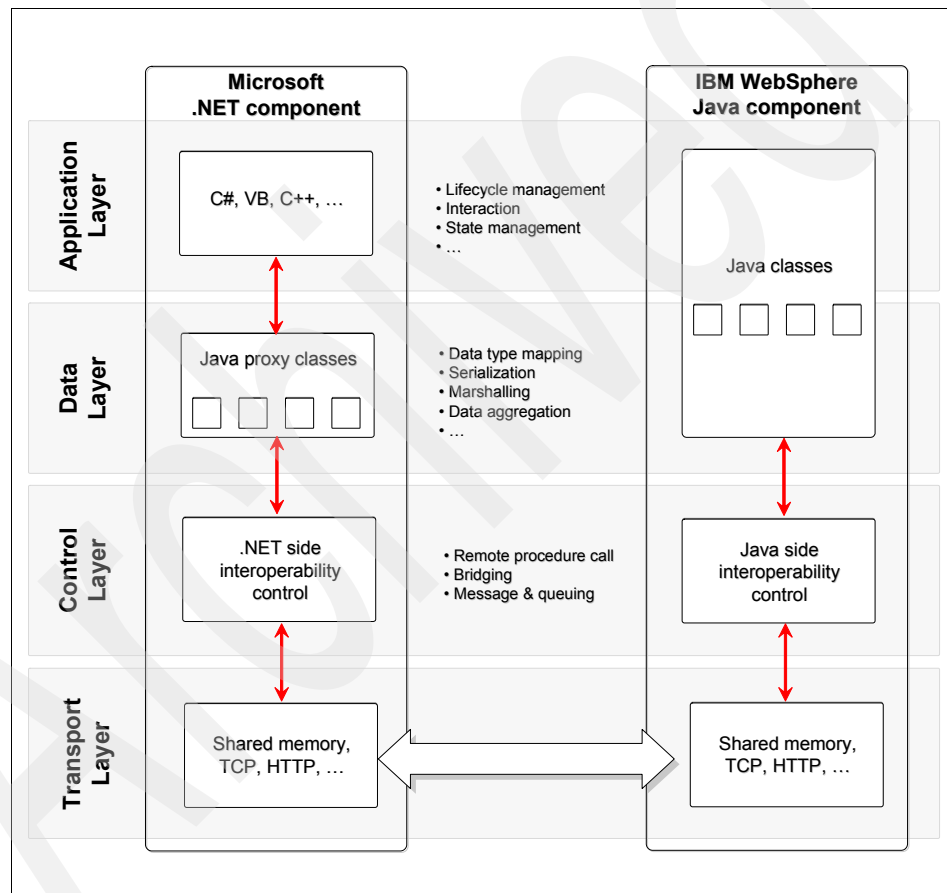 Microsoft
.NET component
IBM WebSphere
Java component
Application
Layer
C#, VB, C++, …
• Lifecycle management
• Interaction
• State management
• …
Java classes
Data
Layer
Java proxy classes
• Data type mapping
• Serialization
• Marshalling
• Data aggregation
• …
Control
Layer
.NET side
interoperability
control
• Remote procedure call
• Bridging
• Message & queuing
Java side
interoperability
control
Transport
Layer
Shared memory,
TCP, HTTP, …
Shared memory,
TCP, HTTP, …
Archived